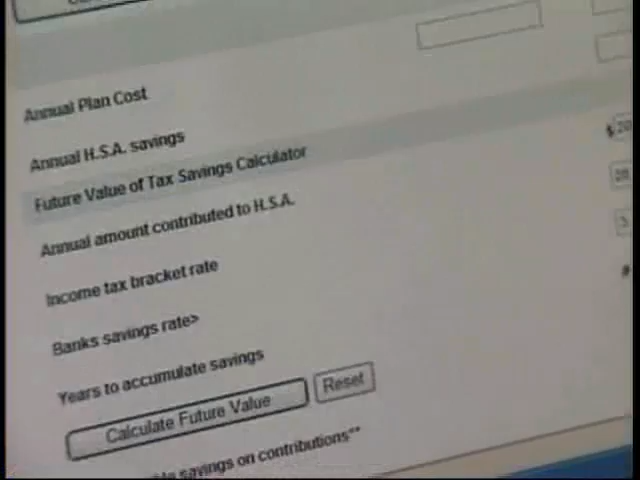 Annual Plan Cost
Annual H.S.A. savings
Future Value of Tax Savings Calculator
Annual amount contributed to H.S.A.
$ 20
Income tax bracket rate
Banks savings rate>
Years to accumulate savings
Calculate Future Value Reset
savings on contributions**